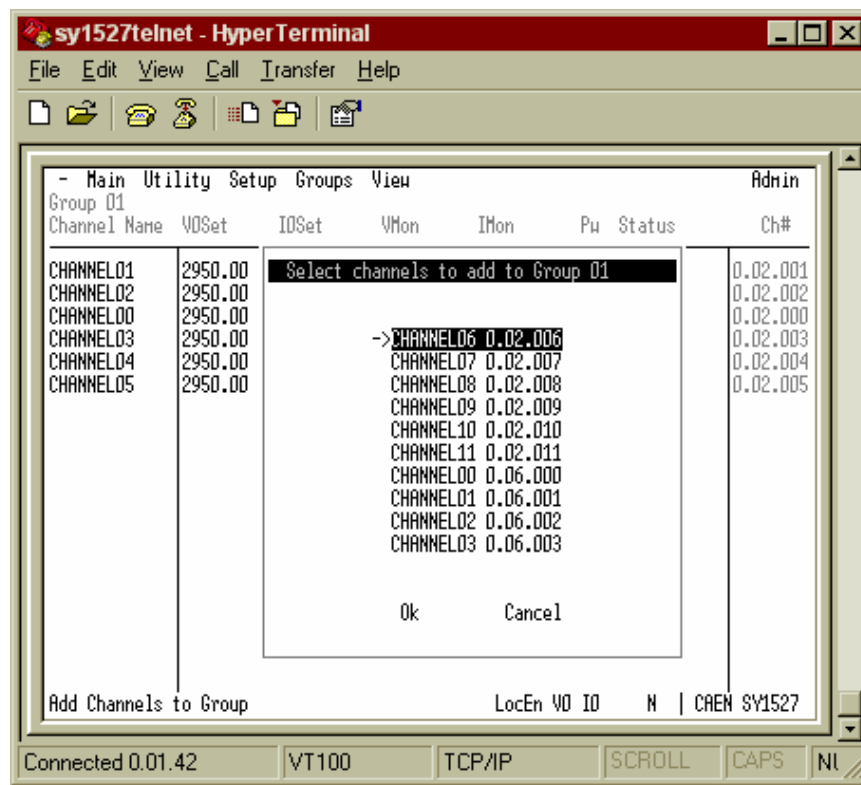 sy1527telnet - HyperTerminal
File Edit View Call Transfer Help
- Main Utility Setup Groups View Admin
Group 01
Channel Name V0Set I0Set VMon IMon Pw Status Ch#
Select channels to add to Group 01
CHANNEL01 2950.00 0.02.001
CHANNEL02 2950.00 0.02.002
CHANNEL00 2950.00 0.02.000
CHANNEL03 2950.00 ->CHANNEL06 0.02.006 0.02.003
CHANNEL04 2950.00 CHANNEL07 0.02.007 0.02.004
CHANNEL05 2950.00 CHANNEL08 0.02.008 0.02.005
CHANNEL09 0.02.009
CHANNEL10 0.02.010
CHANNEL11 0.02.011
CHANNEL00 0.06.000
CHANNEL01 0.06.001
CHANNEL02 0.06.002
CHANNEL03 0.06.003
Ok Cancel
Add Channels to Group LocEn V0 I0 N | CAEN SY1527
Connected 0.01.42 VT100 TCP/IP SCROLL CAPS